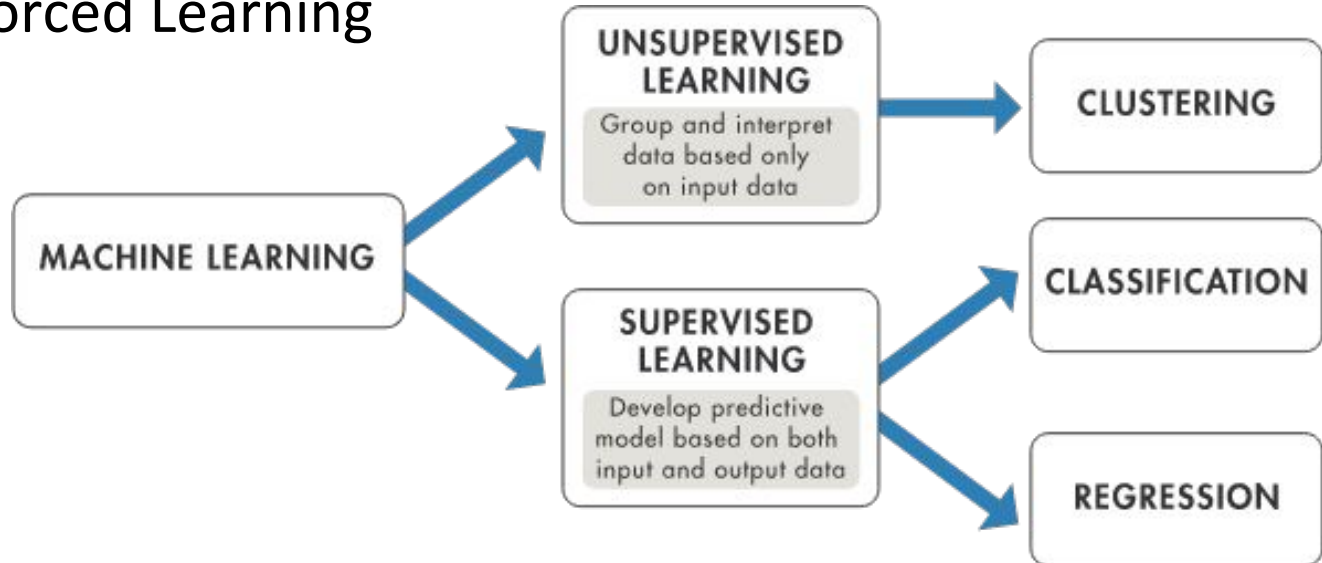 orced Learning
UNSUPERVISED
LEARNING
Group and interpret
data based only
on input data
CLUSTERING
MACHINE LEARNING
CLASSIFICATION
SUPERVISED
LEARNING
Develop predictive
model based on both
input and output data
REGRESSION